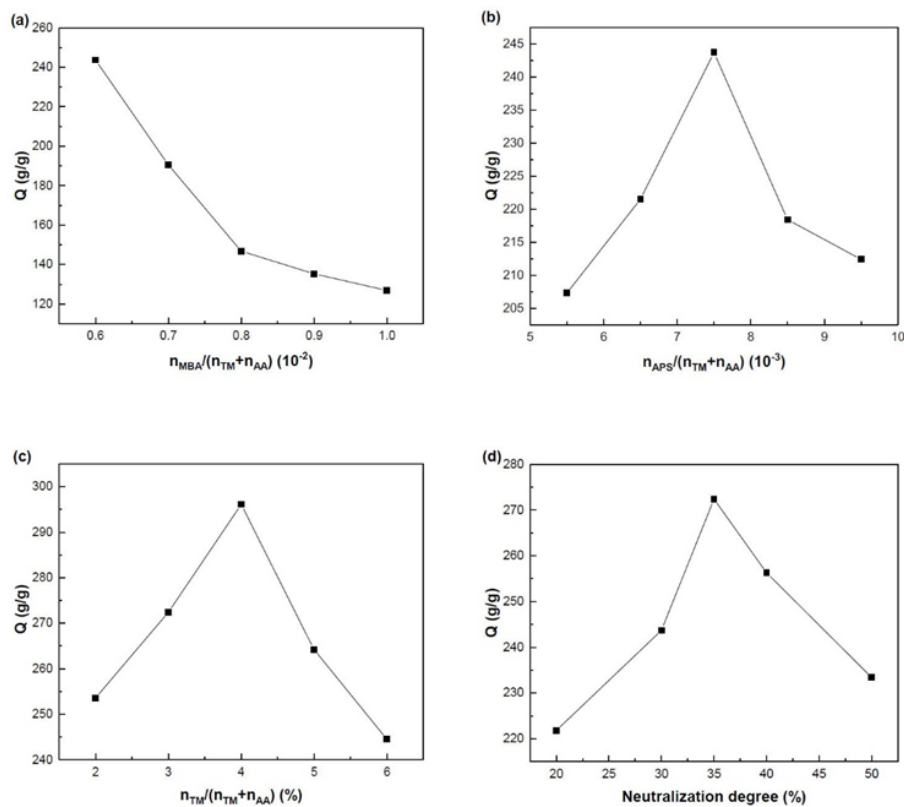 (a)
260
240
220
200
180
160
140
120
Q (g/g)
0.6 0.7 0.8 0.9 1.0
nMBA/(nTM+nAA) (10-2)
(b)
245
240
235
230
225
220
215
210
205
Q (g/g)
5 6 7 8 9 10
nAPS/(nTM+nAA) (10-3)
(c)
300
290
280
270
260
250
240
Q (g/g)
2 3 4 5 6
nTM/(nTM+nAA) (%)
(d)
280
270
260
250
240
230
220
Q (g/g)
20 25 30 35 40 45 50
Neutralization degree (%)